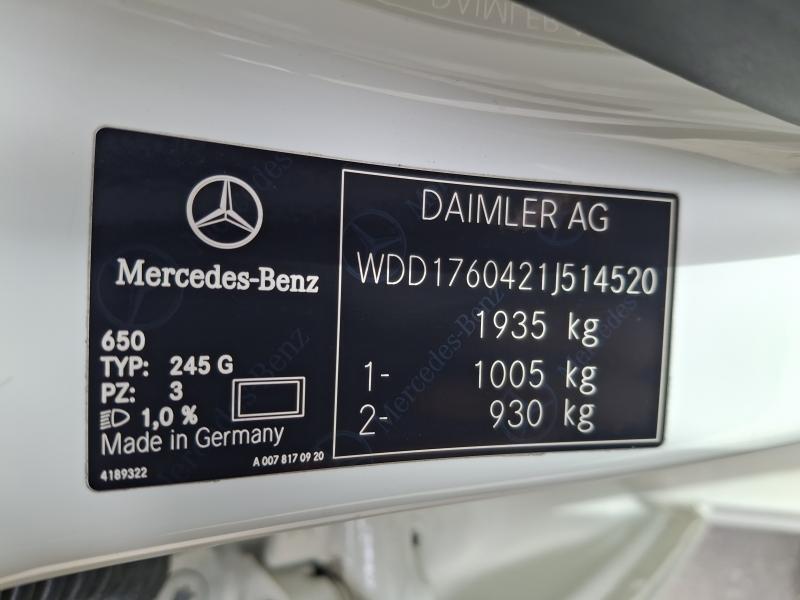 Mercedes-Benz
650
TYP: 245 G
PZ: 3
1,0 %
Made in Germany
4189322
A 007 817 09 20
DAIMLER AG
WDD1760421J514520
1935 kg
1- 1005 kg
2- 930 kg